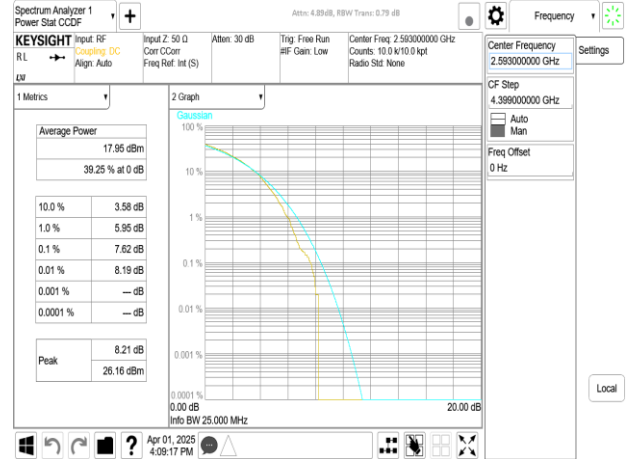 Spectrum Analyzer 1
Power Stat CCDF
Attn: 4.89dB, RBW Trans: 0.79 dB
Frequency
KEYSIGHT
RL
Input: RF
Coupling: DC
Align: Auto
Input Z: 50 Ω
Corr CCorr
Freq Ref: Int (S)
Atten: 30 dB
Trig: Free Run
#IF Gain: Low
Center Freq: 2.593000000 GHz
Counts: 10.0 k/10.0 kpt
Radio Std: None
Center Frequency
2.593000000 GHz
Settings
CF Step
4.399000000 GHz
Auto
Man
Freq Offset
0 Hz
1 Metrics
Average Power
17.95 dBm
39.25 % at 0 dB
10.0 % 3.58 dB
1.0 % 5.95 dB
0.1 % 7.62 dB
0.01 % 8.19 dB
0.001 % --- dB
0.0001 % --- dB
Peak
8.21 dB
26.16 dBm
2 Graph
Gaussian
100 %
10 %
1 %
0.1 %
0.01 %
0.001 %
0.0001 %
0.00 dB 20.00 dB
Info BW 25.000 MHz
Local
Apr 01, 2025
4:09:17 PM